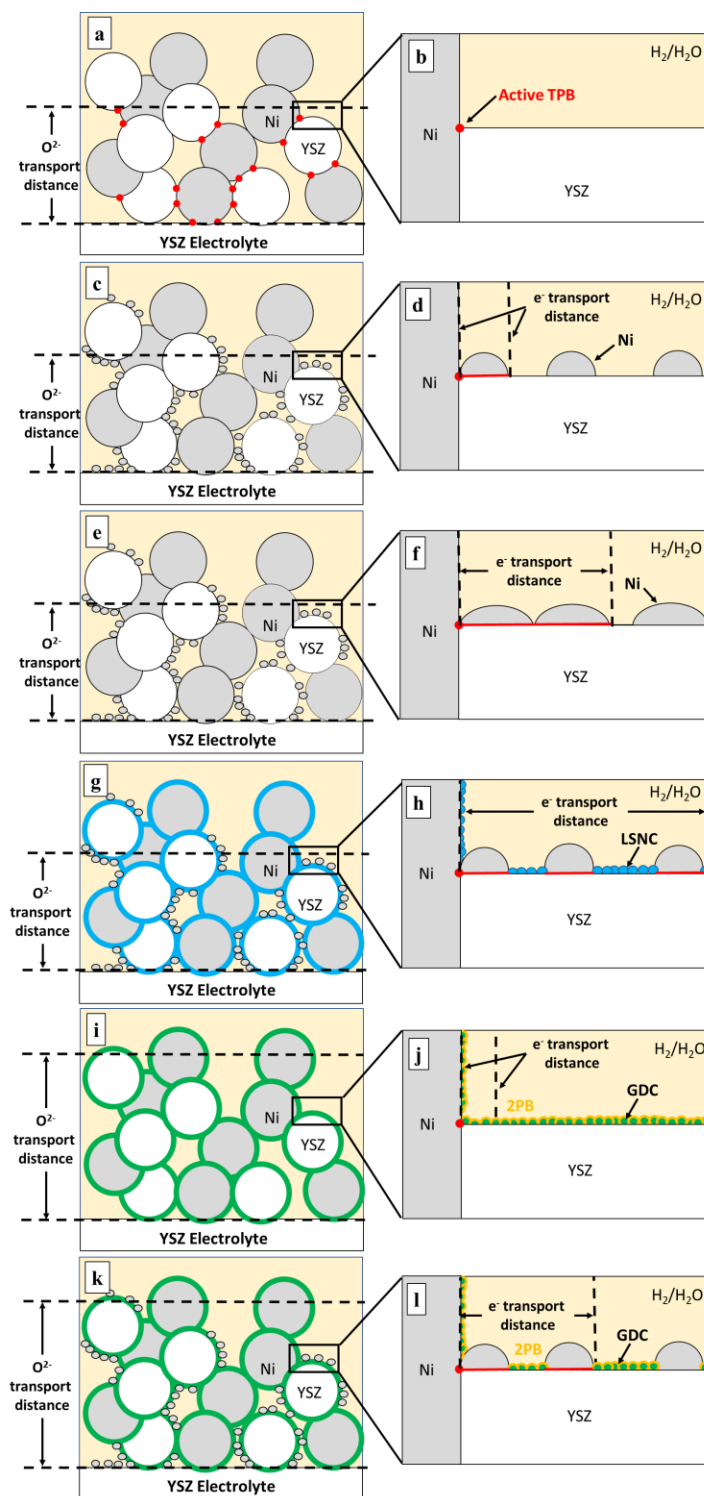 a
O²⁻
transport
distance
Ni
YSZ
YSZ Electrolyte
b
H₂/H₂O
Active TPB
Ni
YSZ
c
O²⁻
transport
distance
Ni
YSZ
YSZ Electrolyte
d
H₂/H₂O
e⁻ transport
distance
Ni
Ni
YSZ
e
O²⁻
transport
distance
Ni
YSZ
YSZ Electrolyte
f
H₂/H₂O
e⁻ transport
distance
Ni
Ni
YSZ
g
O²⁻
transport
distance
Ni
YSZ
YSZ Electrolyte
h
H₂/H₂O
e⁻ transport
distance
LSNC
Ni
YSZ
i
O²⁻
transport
distance
Ni
YSZ
YSZ Electrolyte
j
H₂/H₂O
e⁻ transport
distance
2PB
GDC
Ni
YSZ
k
O²⁻
transport
distance
Ni
YSZ
YSZ Electrolyte
l
H₂/H₂O
e⁻ transport
distance
2PB
GDC
Ni
YSZ